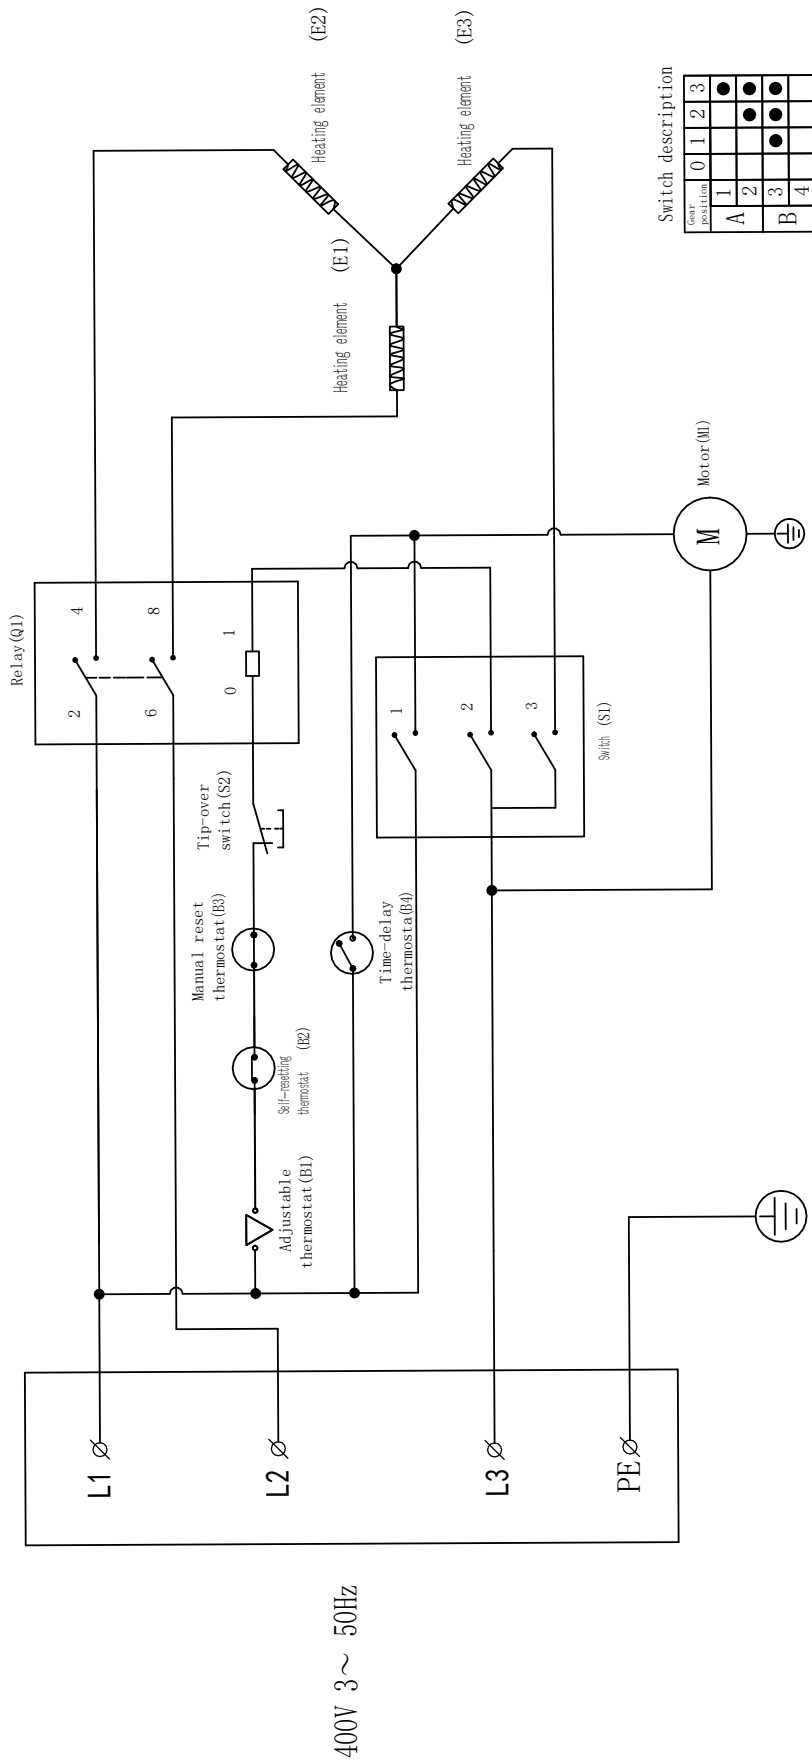 400V 3～ 50Hz
L1
L2
L3
PE
Relay(Q1)
2
4
6
8
0
1
Tip-over
switch(S2)
Manual reset
thermostat(B3)
Self-resetting
thermostat (B2)
Adjustable
thermostat(B1)
Time-delay
thermosta(B4)
1
2
3
Switch (S1)
Heating element (E1)
Heating element (E2)
Heating element (E3)
Motor(M1)
M
Switch description
Gear
position 0 1 2 3
A 1
2
B 3
4